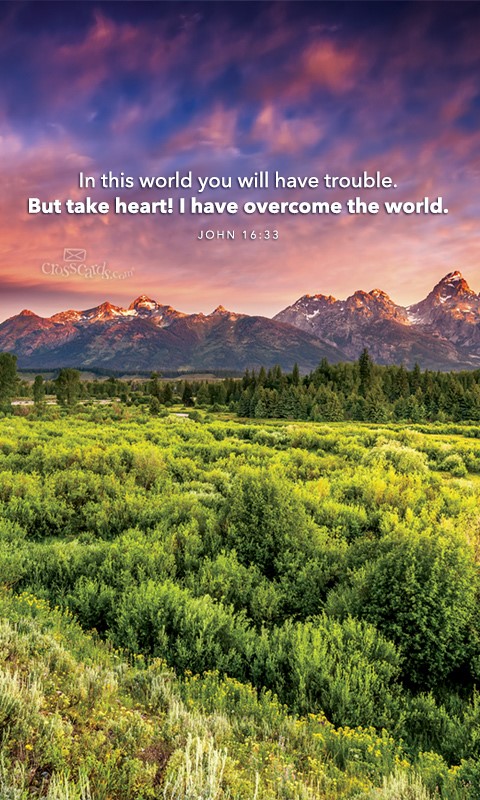 In this world you will have trouble.
But take heart! I have overcome the world.
JOHN 16:33
crosscards.com